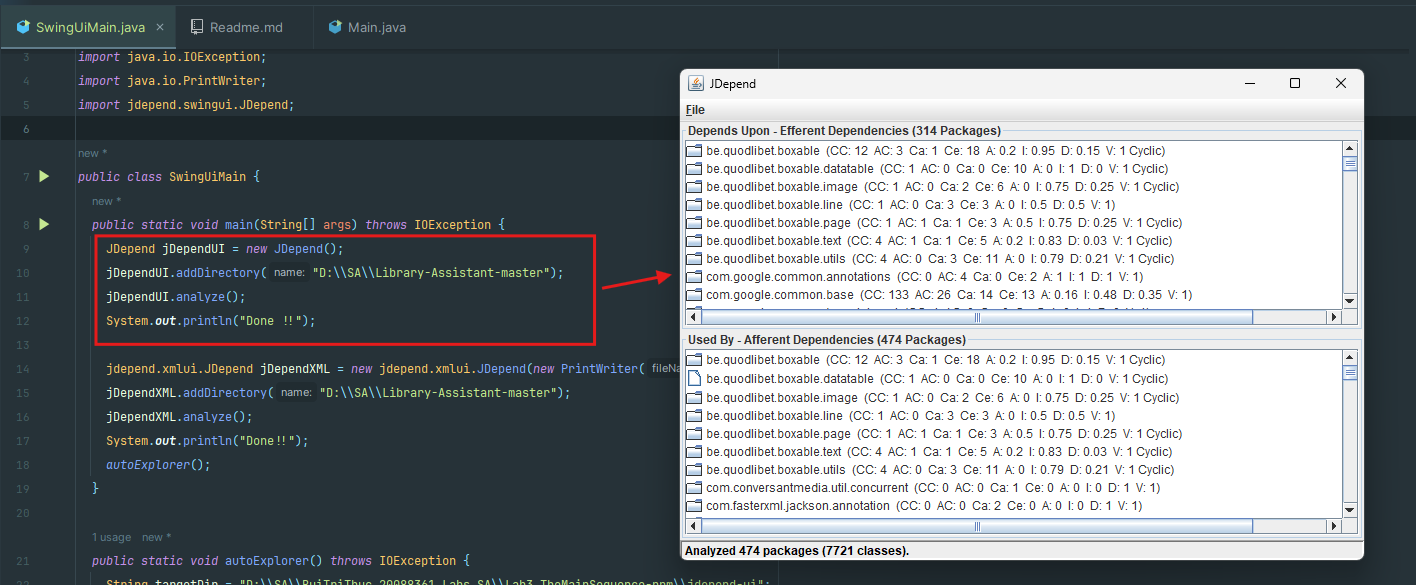 SwingUiMain.java ×
Readme.md
Main.java
3 import java.io.IOException;
4 import java.io.PrintWriter;
5 import jdepend.swingui.JDepend;
6
new *
7 public class SwingUiMain {
new *
8 public static void main(String[] args) throws IOException {
9 JDepend jDependUI = new JDepend();
10 jDependUI.addDirectory( name: "D:\\SA\\Library-Assistant-master");
11 jDependUI.analyze();
12 System.out.println("Done !!");
13
14 jdepend.xmlui.JDepend jDependXML = new jdepend.xmlui.JDepend(new PrintWriter( fileNa
15 jDependXML.addDirectory( name: "D:\\SA\\Library-Assistant-master");
16 jDependXML.analyze();
17 System.out.println("Done!!");
18 autoExplorer();
19 }
20
1 usage new *
21 public static void autoExplorer() throws IOException {
22 String targetDir = "D:\\SA\\BuiTriThuc_20088361_Labs_SA\\Lab3_TheMainSequence-npm\\jdepend-ui";
JDepend
File
Depends Upon - Efferent Dependencies (314 Packages)
be.quodlibet.boxable (CC: 12 AC: 3 Ca: 1 Ce: 18 A: 0.2 I: 0.95 D: 0.15 V: 1 Cyclic)
be.quodlibet.boxable.datatable (CC: 1 AC: 0 Ca: 0 Ce: 10 A: 0 I: 1 D: 0 V: 1 Cyclic)
be.quodlibet.boxable.image (CC: 1 AC: 0 Ca: 2 Ce: 6 A: 0 I: 0.75 D: 0.25 V: 1 Cyclic)
be.quodlibet.boxable.line (CC: 1 AC: 0 Ca: 3 Ce: 3 A: 0 I: 0.5 D: 0.5 V: 1)
be.quodlibet.boxable.page (CC: 1 AC: 1 Ca: 1 Ce: 3 A: 0.5 I: 0.75 D: 0.25 V: 1 Cyclic)
be.quodlibet.boxable.text (CC: 4 AC: 1 Ca: 1 Ce: 5 A: 0.2 I: 0.83 D: 0.03 V: 1 Cyclic)
be.quodlibet.boxable.utils (CC: 4 AC: 0 Ca: 3 Ce: 11 A: 0 I: 0.79 D: 0.21 V: 1 Cyclic)
com.google.common.annotations (CC: 0 AC: 4 Ca: 0 Ce: 2 A: 1 I: 1 D: 1 V: 1)
com.google.common.base (CC: 133 AC: 26 Ca: 14 Ce: 13 A: 0.16 I: 0.48 D: 0.35 V: 1)
Used By - Afferent Dependencies (474 Packages)
be.quodlibet.boxable (CC: 12 AC: 3 Ca: 1 Ce: 18 A: 0.2 I: 0.95 D: 0.15 V: 1 Cyclic)
be.quodlibet.boxable.datatable (CC: 1 AC: 0 Ca: 0 Ce: 10 A: 0 I: 1 D: 0 V: 1 Cyclic)
be.quodlibet.boxable.image (CC: 1 AC: 0 Ca: 2 Ce: 6 A: 0 I: 0.75 D: 0.25 V: 1 Cyclic)
be.quodlibet.boxable.line (CC: 1 AC: 0 Ca: 3 Ce: 3 A: 0 I: 0.5 D: 0.5 V: 1)
be.quodlibet.boxable.page (CC: 1 AC: 1 Ca: 1 Ce: 3 A: 0.5 I: 0.75 D: 0.25 V: 1 Cyclic)
be.quodlibet.boxable.text (CC: 4 AC: 1 Ca: 1 Ce: 5 A: 0.2 I: 0.83 D: 0.03 V: 1 Cyclic)
be.quodlibet.boxable.utils (CC: 4 AC: 0 Ca: 3 Ce: 11 A: 0 I: 0.79 D: 0.21 V: 1 Cyclic)
com.conversantmedia.util.concurrent (CC: 0 AC: 0 Ca: 1 Ce: 0 A: 0 I: 0 D: 1 V: 1)
com.fasterxml.jackson.annotation (CC: 0 AC: 0 Ca: 2 Ce: 0 A: 0 I: 0 D: 1 V: 1)
Analyzed 474 packages (7721 classes).